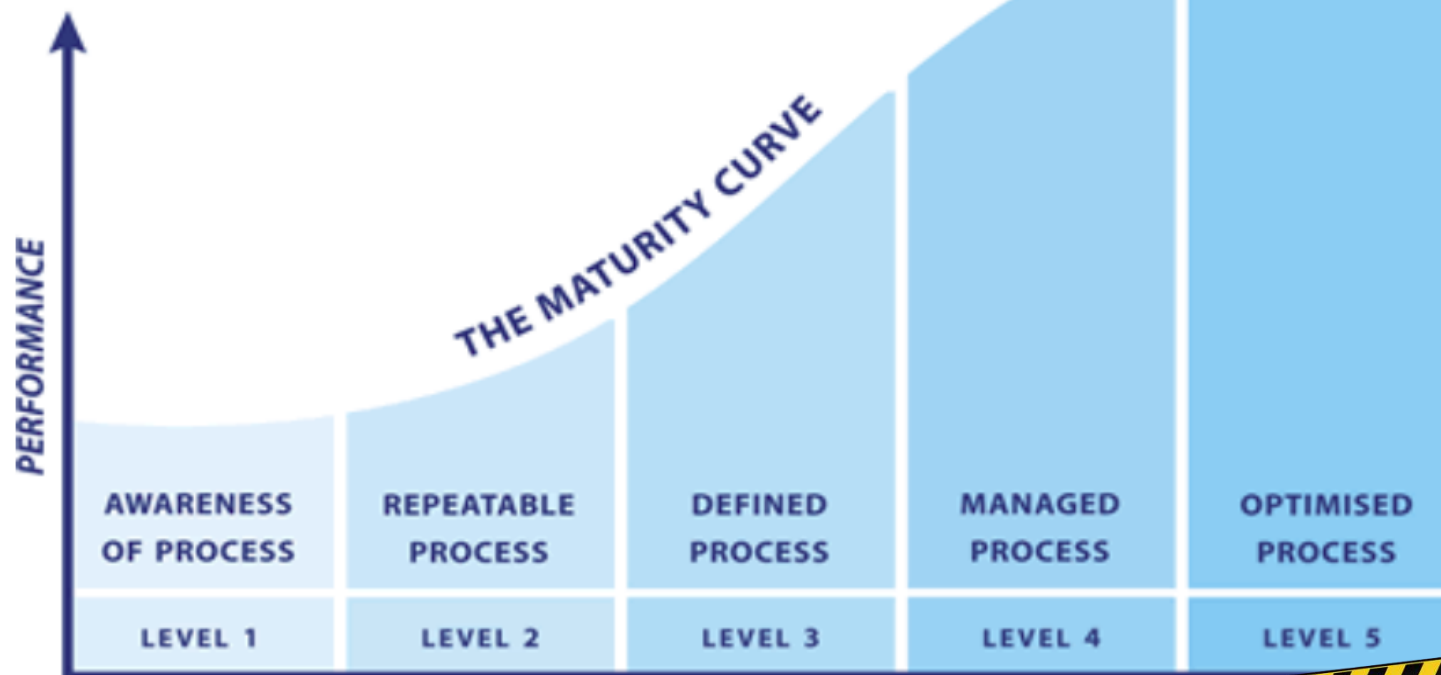 PERFORMANCE
THE MATURITY CURVE
AWARENESS
OF PROCESS
REPEATABLE
PROCESS
DEFINED
PROCESS
MANAGED
PROCESS
OPTIMISED
PROCESS
LEVEL 1
LEVEL 2
LEVEL 3
LEVEL 4
LEVEL 5